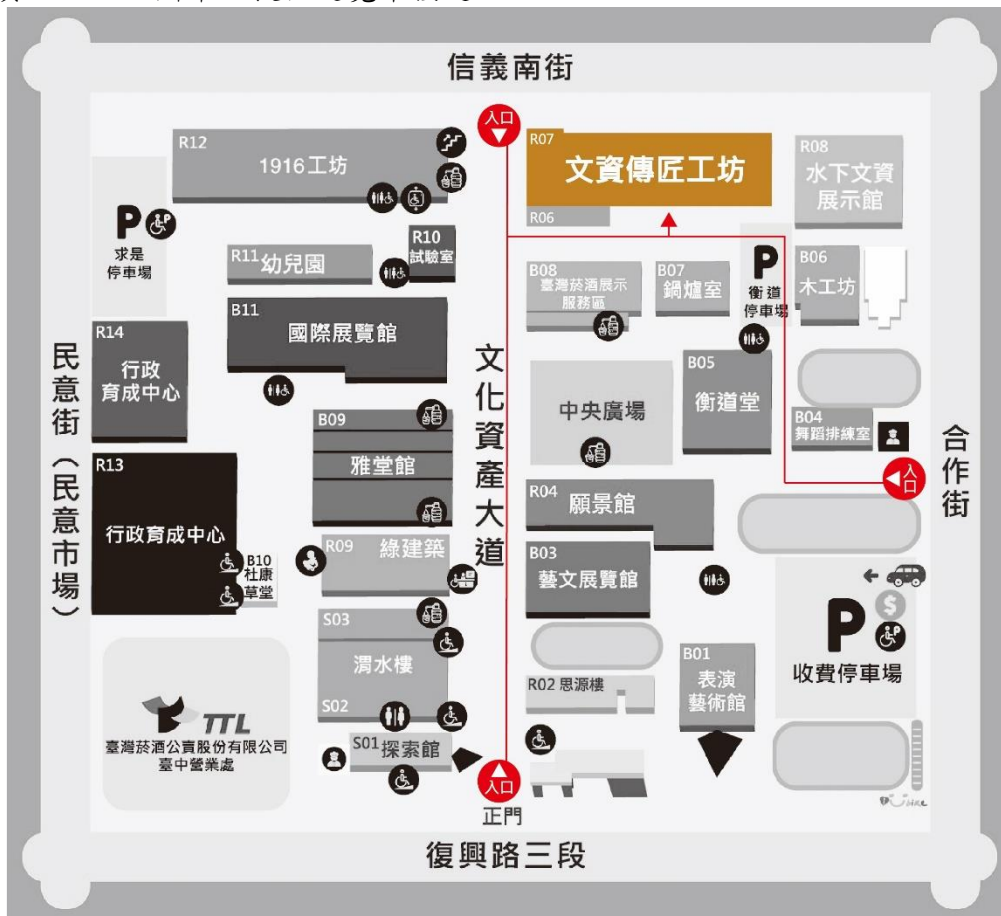 信義南街
入口
R12
1916工坊
R07
文資傳匠工坊
R08
水下文資
展示館
R06
P
P
求是
停車場
R11
幼兒園
R10
試驗室
B08
臺灣菸酒展示
服務區
B07
鍋爐室
P
衡道
停車場
B06
木工坊
B11
國際展覽館
R14
行政
育成中心
民意街（民意市場）
文化資產大道
中央廣場
B05
衡道堂
B04
舞蹈排練室
合作街
入口
B09
雅堂館
R13
行政育成中心
B10
杜康
草堂
R09
綠建築
R04
願景館
B03
藝文展覽館
$
P
P
收費停車場
S03
渭水樓
S02
R02 思源樓
B01
表演
藝術館
TTL
臺灣菸酒公賣股份有限公司
臺中營業處
S01
探索館
入口
正門
復興路三段